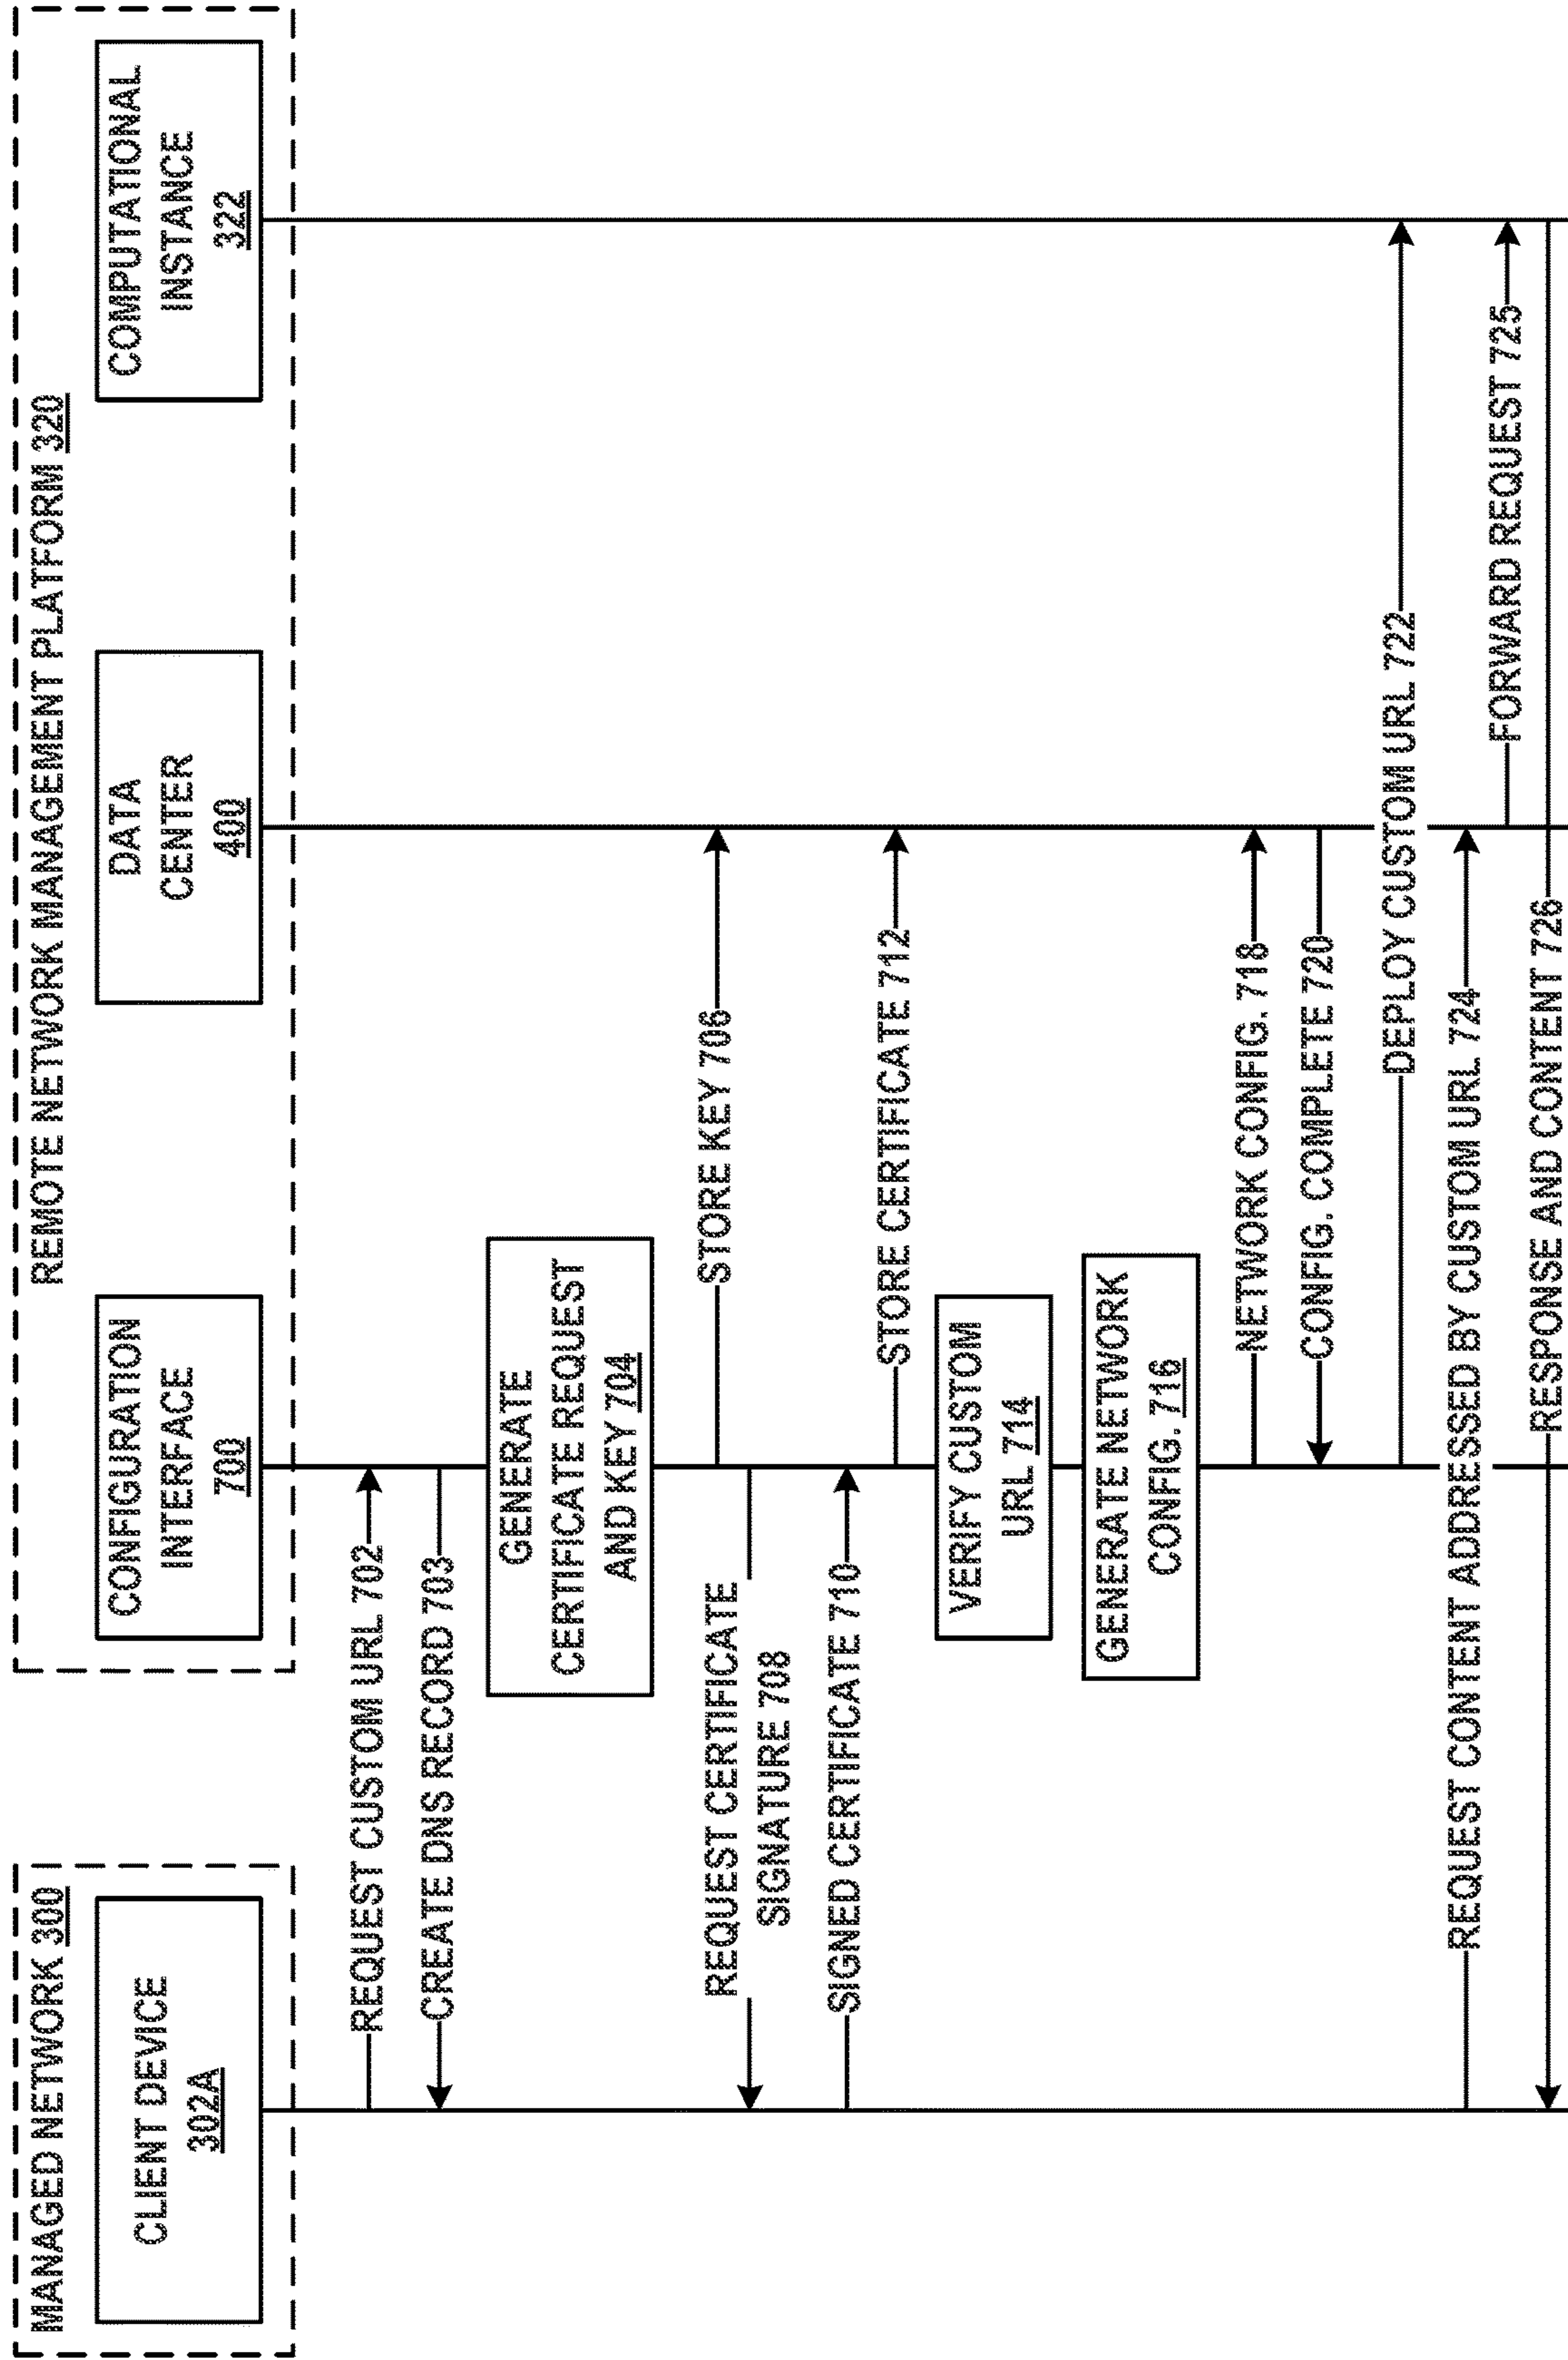 MANAGED NETWORK 300
CLIENT DEVICE
302A
REMOTE NETWORK MANAGEMENT PLATFORM 320
CONFIGURATION
INTERFACE
700
DATA
CENTER
400
COMPUTATIONAL
INSTANCE
322
REQUEST CUSTOM URL 702
CREATE DNS RECORD 703
GENERATE
CERTIFICATE REQUEST
AND KEY 704
STORE KEY 706
REQUEST CERTIFICATE
SIGNATURE 708
SIGNED CERTIFICATE 710
STORE CERTIFICATE 712
VERIFY CUSTOM
URL 714
GENERATE NETWORK
CONFIG. 716
NETWORK CONFIG. 718
CONFIG. COMPLETE 720
DEPLOY CUSTOM URL 722
REQUEST CONTENT ADDRESSED BY CUSTOM URL 724
FORWARD REQUEST 725
RESPONSE AND CONTENT 726